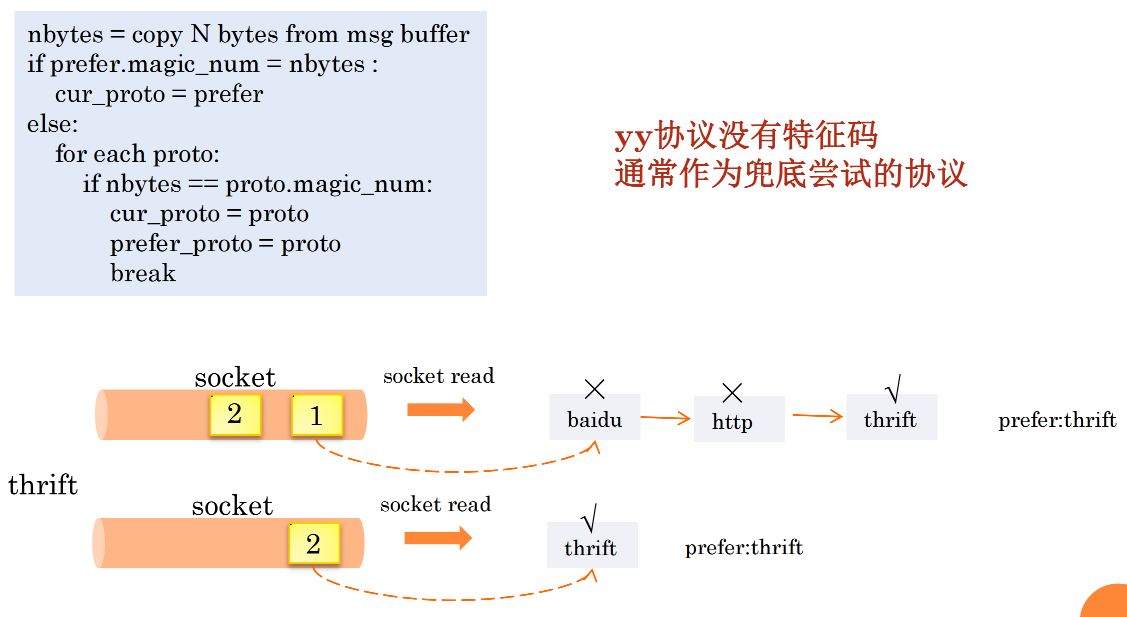 nbytes = copy N bytes from msg buffer
if prefer.magic_num = nbytes :
cur_proto = prefer
else:
for each proto:
if nbytes == proto.magic_num:
cur_proto = proto
prefer_proto = proto
break
yy协议没有特征码
通常作为兜底尝试的协议
socket
socket read
2
1
baidu
http
thrift
prefer:thrift
thrift
socket
socket read
2
thrift
prefer:thrift